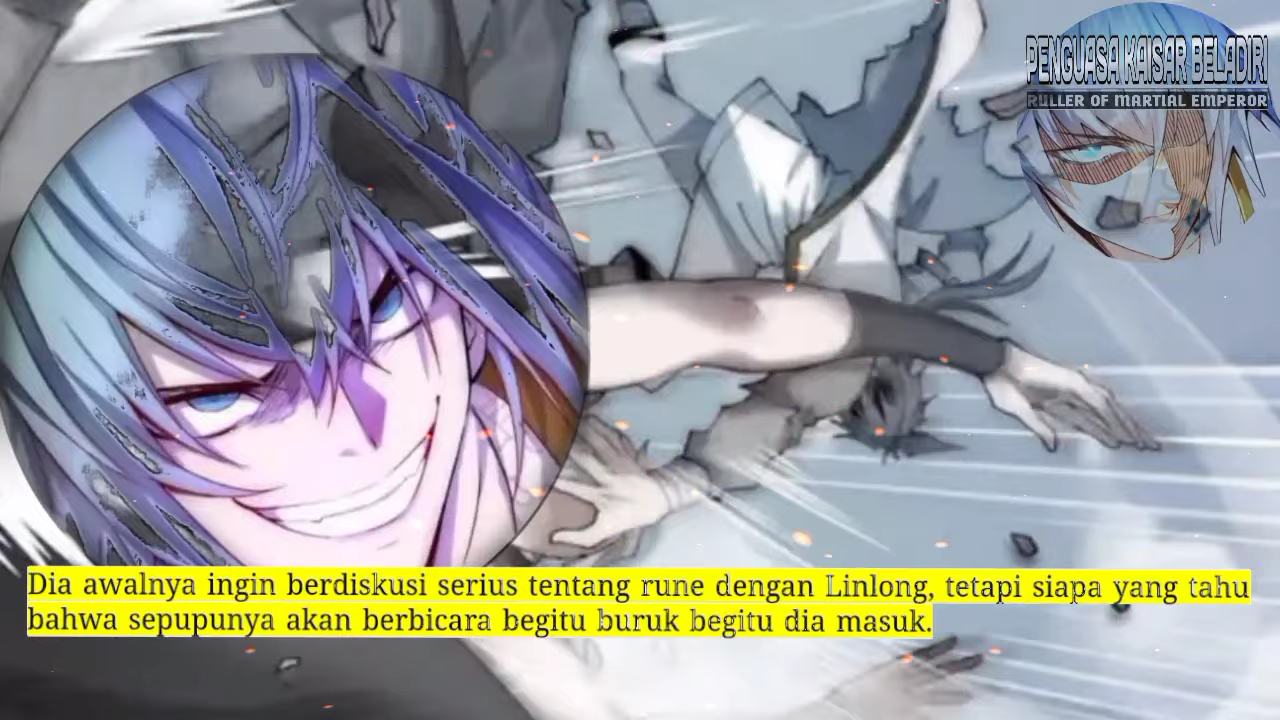 PENGUASA KAISAR BELADIRI
RULLER OF MARTIAL EMPEROR
Dia awalnya ingin berdiskusi serius tentang rune dengan Linlong, tetapi siapa yang tahu
bahwa sepupunya akan berbicara begitu buruk begitu dia masuk.